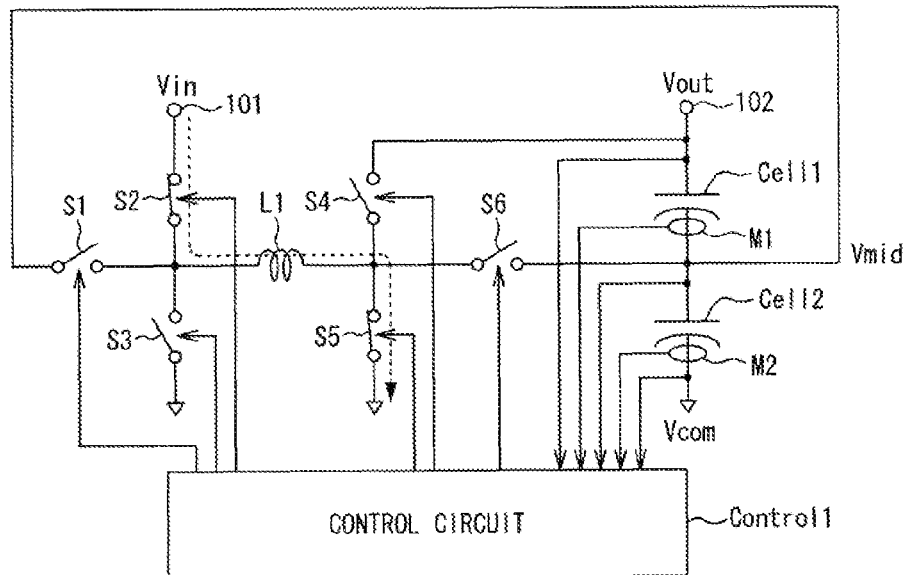 Vin
101
Vout
102
Cell1
S1
S2
L1
S4
S6
M1
Vmid
S3
S5
Cell2
M2
Vcom
CONTROL CIRCUIT
Control1